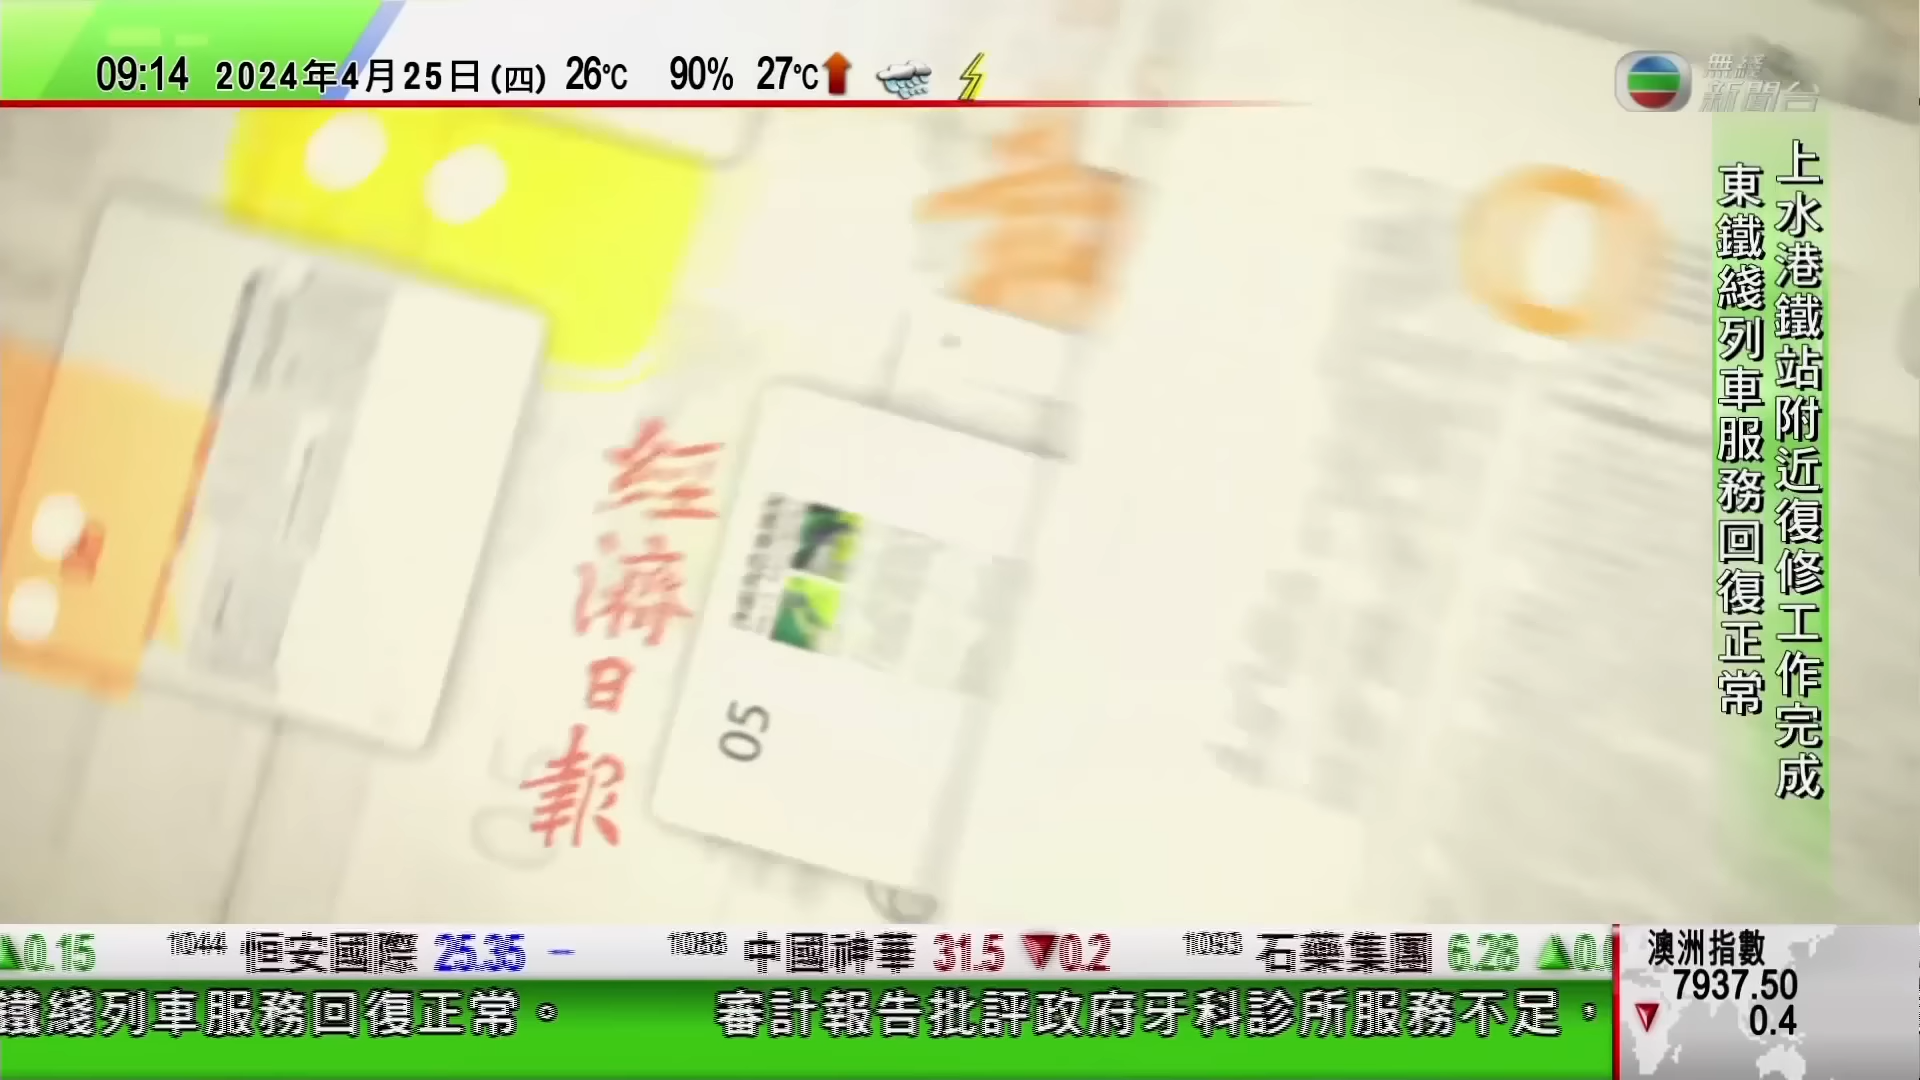 09:14 2024年4月25日(四) 26℃ 90% 27℃
無綫
新聞台
上水港鐵站附近復修工作完成
東鐵綫列車服務回復正常
經濟日報
05
0.15 1044 恒安國際 25.35 – 1088 中國神華 31.5 ▼0.2 1093 石藥集團 6.28 ▲0.0
鐵綫列車服務回復正常。 審計報告批評政府牙科診所服務不足。
澳洲指數
7937.50
▼ 0.4